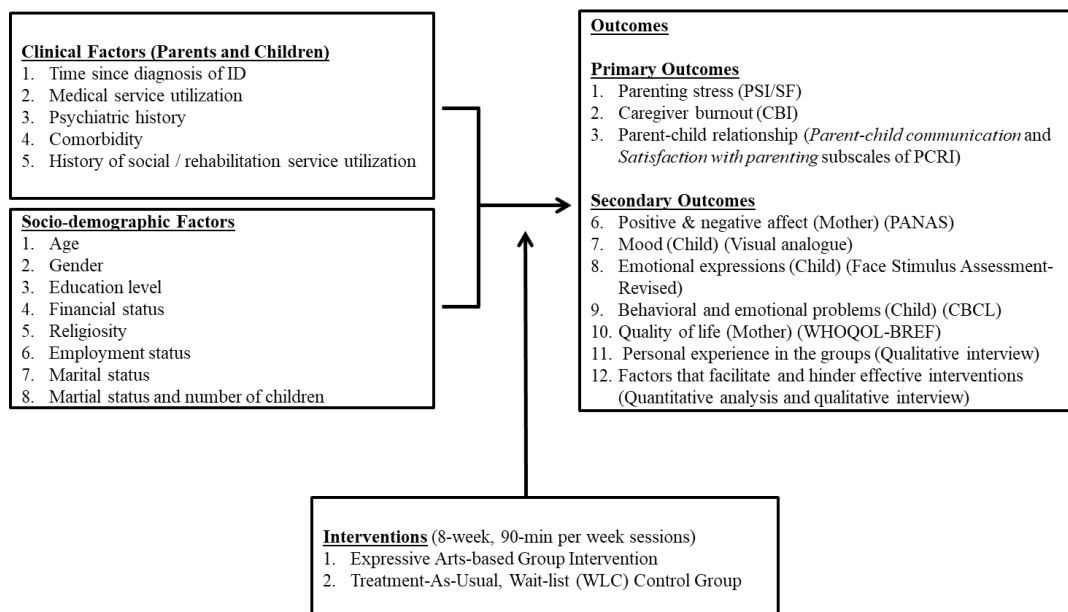 Clinical Factors (Parents and Children)
1. Time since diagnosis of ID
2. Medical service utilization
3. Psychiatric history
4. Comorbidity
5. History of social / rehabilitation service utilization
Socio-demographic Factors
1. Age
2. Gender
3. Education level
4. Financial status
5. Religiosity
6. Employment status
7. Marital status
8. Martial status and number of children
Outcomes
Primary Outcomes
1. Parenting stress (PSI/SF)
2. Caregiver burnout (CBI)
3. Parent-child relationship (Parent-child communication and
Satisfaction with parenting subscales of PCRI)
Secondary Outcomes
6. Positive & negative affect (Mother) (PANAS)
7. Mood (Child) (Visual analogue)
8. Emotional expressions (Child) (Face Stimulus Assessment-
Revised)
9. Behavioral and emotional problems (Child) (CBCL)
10. Quality of life (Mother) (WHOQOL-BREF)
11. Personal experience in the groups (Qualitative interview)
12. Factors that facilitate and hinder effective interventions
(Quantitative analysis and qualitative interview)
Interventions (8-week, 90-min per week sessions)
1. Expressive Arts-based Group Intervention
2. Treatment-As-Usual, Wait-list (WLC) Control Group